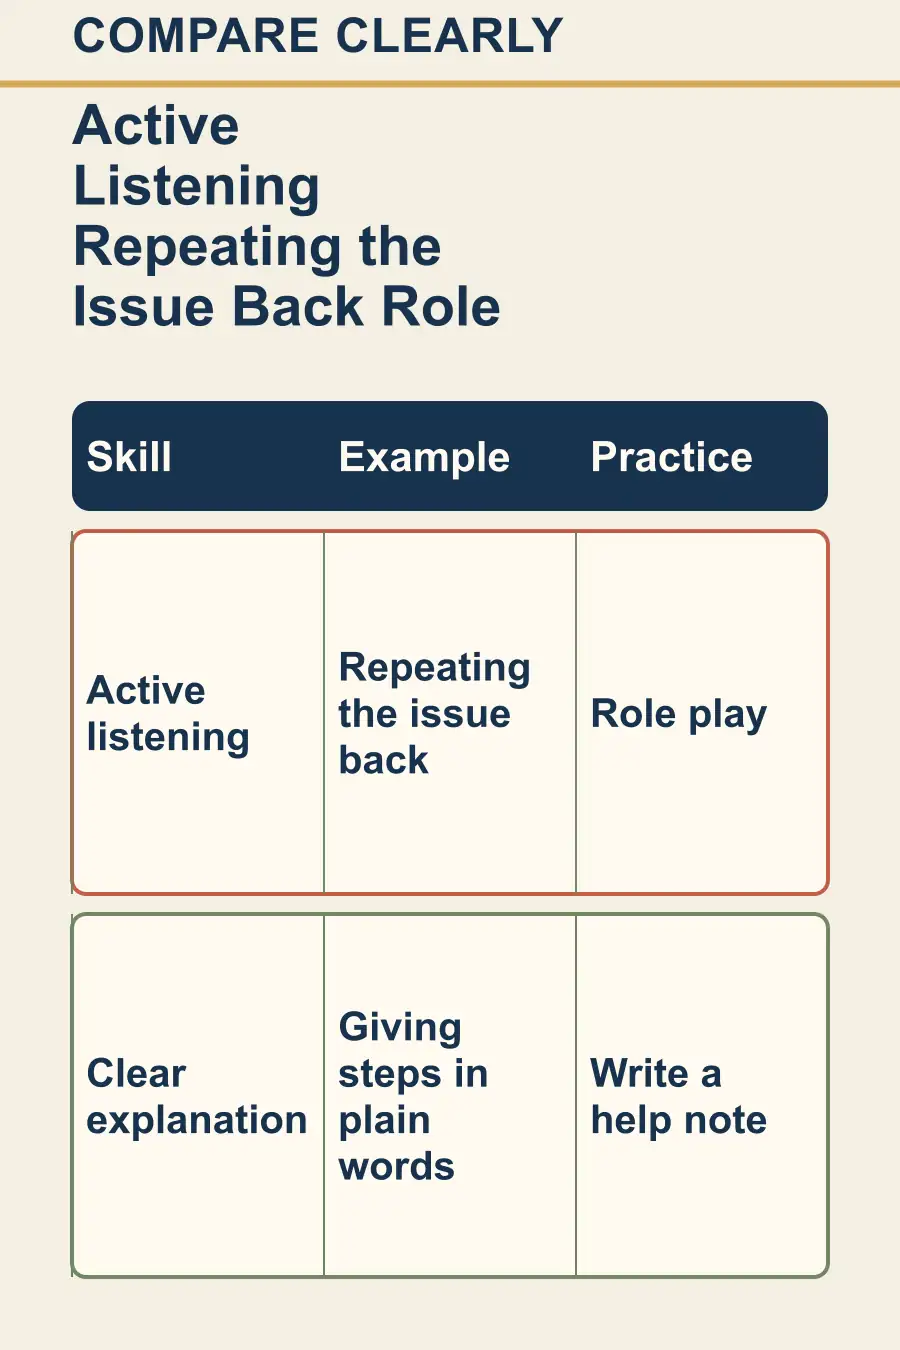 COMPARE CLEARLY
Active
Listening
Repeating the
Issue Back Role
Skill Example Practice
Active
listening
Repeating
the issue
back
Role play
Clear
explanation
Giving
steps in
plain
words
Write a
help note